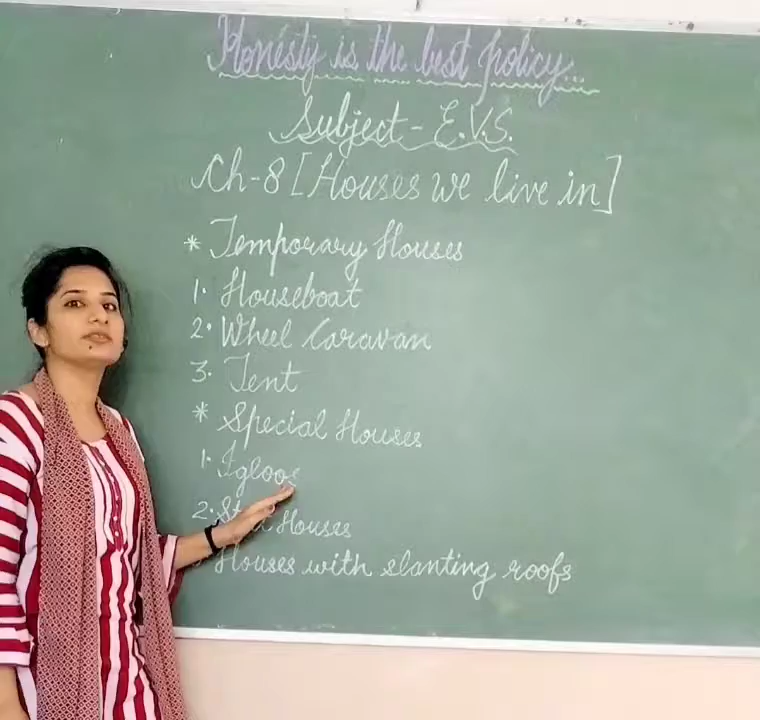 Honesty is the best policy...
Subject - E.V.S.
Ch-8 [Houses we live in]
* Temporary Houses
1. Houseboat
2. Wheel Caravan
3. Tent
* Special Houses
1. Igloos
2. Houses
Houses with slanting roofs